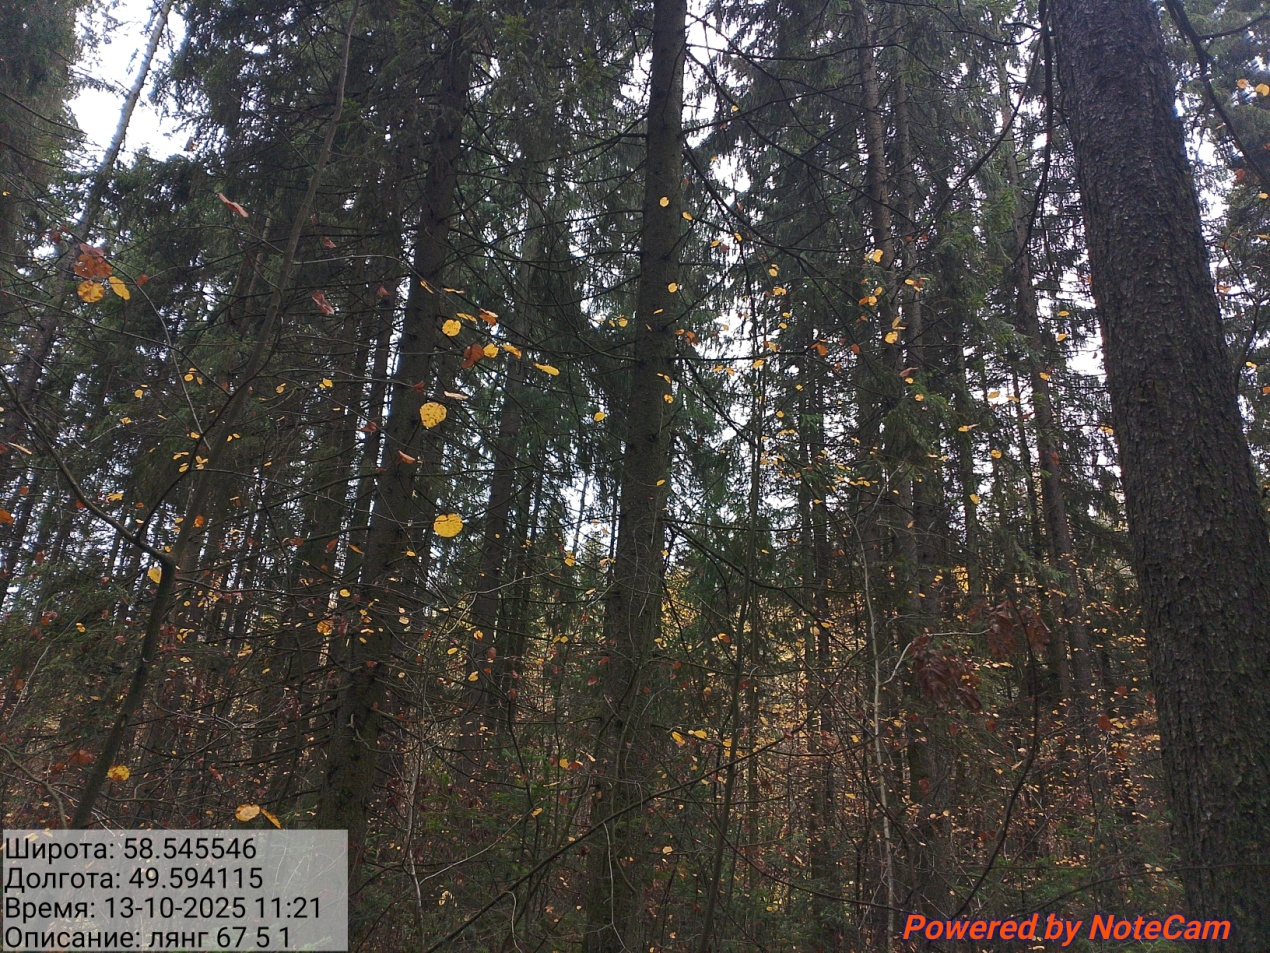 Широта: 58.545546
Долгота: 49.594115
Время: 13-10-2025 11:21
Описание: лянг 67 5 1
Powered by NoteCam